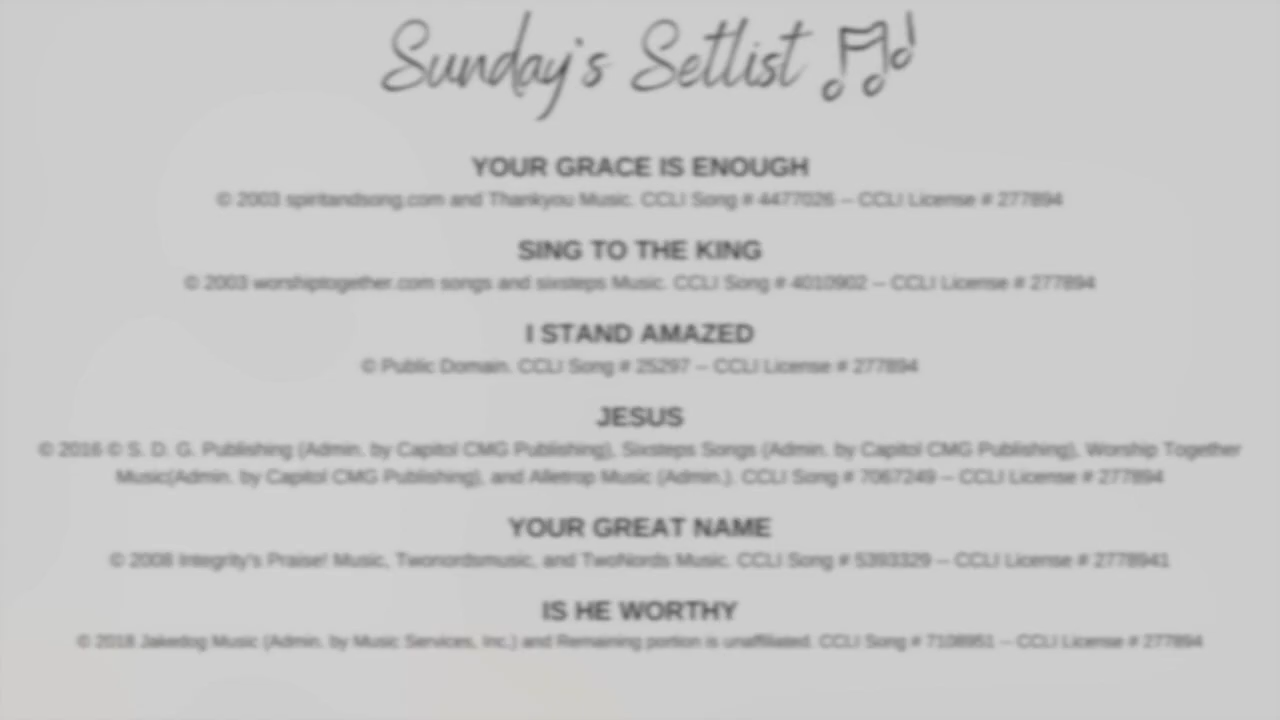 Sunday's Setlist
YOUR GRACE IS ENOUGH
© 2003 spiritandsong.com and Thankyou Music. CCLI Song # 4477026 -- CCLI License # 277894
SING TO THE KING
© 2003 worshiptogether.com songs and sixsteps Music. CCLI Song # 4010902 -- CCLI License # 277894
I STAND AMAZED
© Public Domain. CCLI Song # 25297 -- CCLI License # 277894
JESUS
© 2016 © S. D. G. Publishing (Admin. by Capitol CMG Publishing), Sixsteps Songs (Admin. by Capitol CMG Publishing), Worship Together
Music(Admin. by Capitol CMG Publishing), and Alletrop Music (Admin.). CCLI Song # 7067249 -- CCLI License # 277894
YOUR GREAT NAME
© 2008 Integrity's Praise! Music, Twonordsmusic, and TwoNords Music. CCLI Song # 5393329 -- CCLI License # 2778941
IS HE WORTHY
© 2018 Jakedog Music (Admin. by Music Services, Inc.) and Remaining portion is unaffiliated. CCLI Song # 7108951 -- CCLI License # 277894